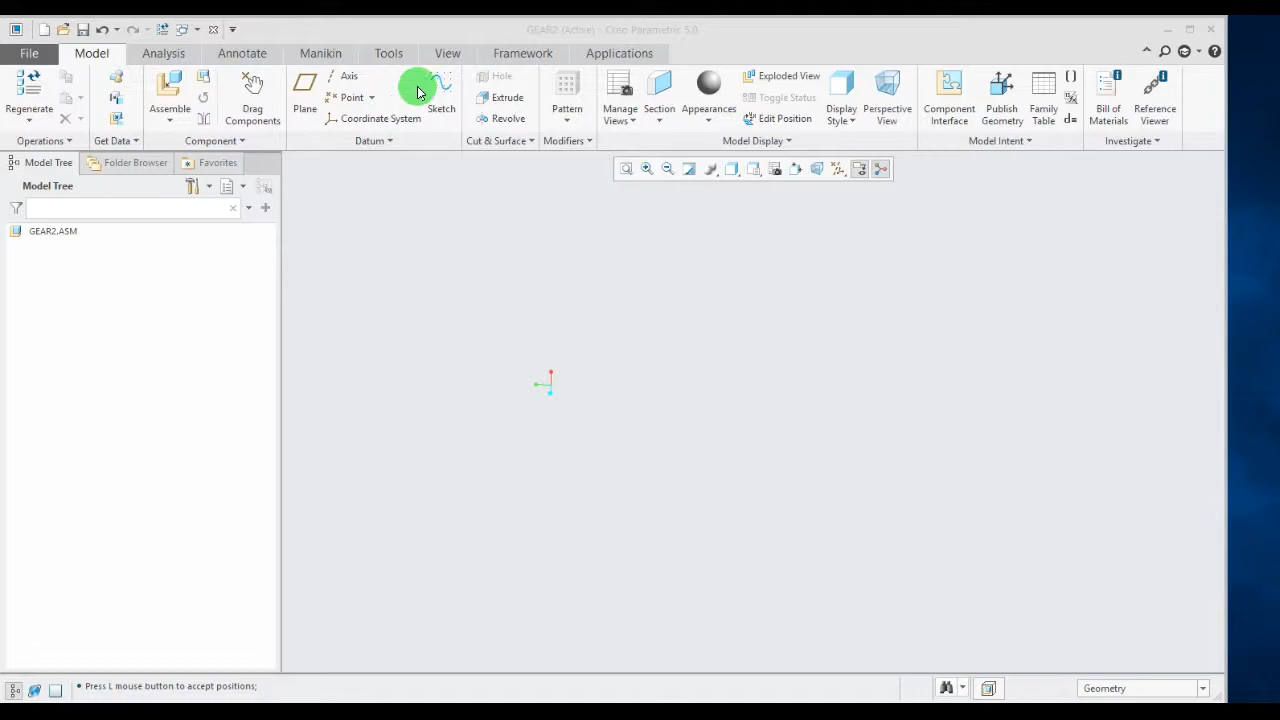 GEAR2 (Active) - Creo Parametric 5.0
File Model Analysis Annotate Manikin Tools View Framework Applications
Regenerate
Operations
Get Data
Assemble
Drag Components
Component
Plane
Axis
Point
Coordinate System
Sketch
Datum
Hole
Extrude
Revolve
Cut & Surface
Pattern
Modifiers
Manage Views
Section
Appearances
Exploded View
Toggle Status
Edit Position
Display Style
Perspective View
Model Display
Component Interface
Publish Geometry
Family Table
d=
Model Intent
Bill of Materials
Reference Viewer
Investigate
Model Tree Folder Browser Favorites
Model Tree
GEAR2.ASM
Press L mouse button to accept positions;
Geometry